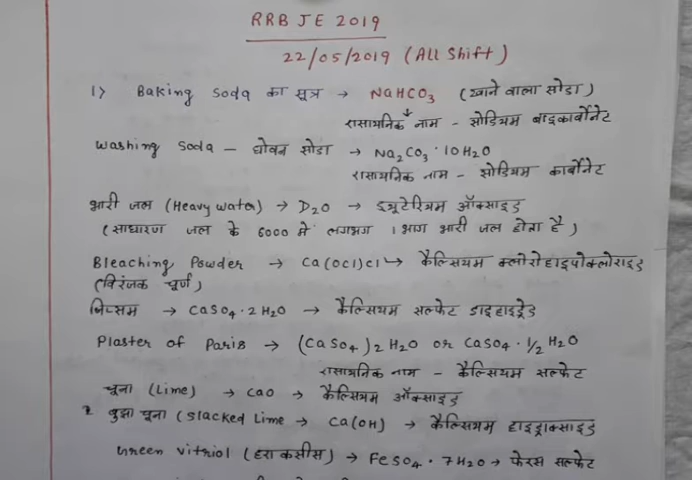 RRB JE 2019
22/05/2019 (All Shift)
1) Baking Soda का सूत्र → NaHCO3 (खाने वाला सोडा)
रासायनिक नाम - सोडियम बाइकार्बोनेट
Washing Soda - धोवन सोडा → Na2CO3·10H2O
रासायनिक नाम - सोडियम कार्बोनेट
भारी जल (Heavy water) → D2O → ड्यूटेरियम ऑक्साइड
(साधारण जल के 6000 में लगभग 1 भाग भारी जल होता है)
Bleaching Powder → Ca(OCl)Cl → कैल्सियम क्लोरोहाइपोक्लोराइड
(विरंजक चूर्ण)
जिप्सम → CaSO4·2H2O → कैल्सियम सल्फेट डाइहाइड्रेड
Plaster of Paris → (CaSO4)2H2O or CaSO4·1/2H2O
रासायनिक नाम - कैल्सियम सल्फेट
चूना (Lime) → CaO → कैल्सियम ऑक्साइड
बुझा चूना (Slacked Lime → Ca(OH) → कैल्सियम हाइड्राक्साइड
Green vitriol (हरा कसीस) → FeSO4·7H2O → फेरस सल्फेट